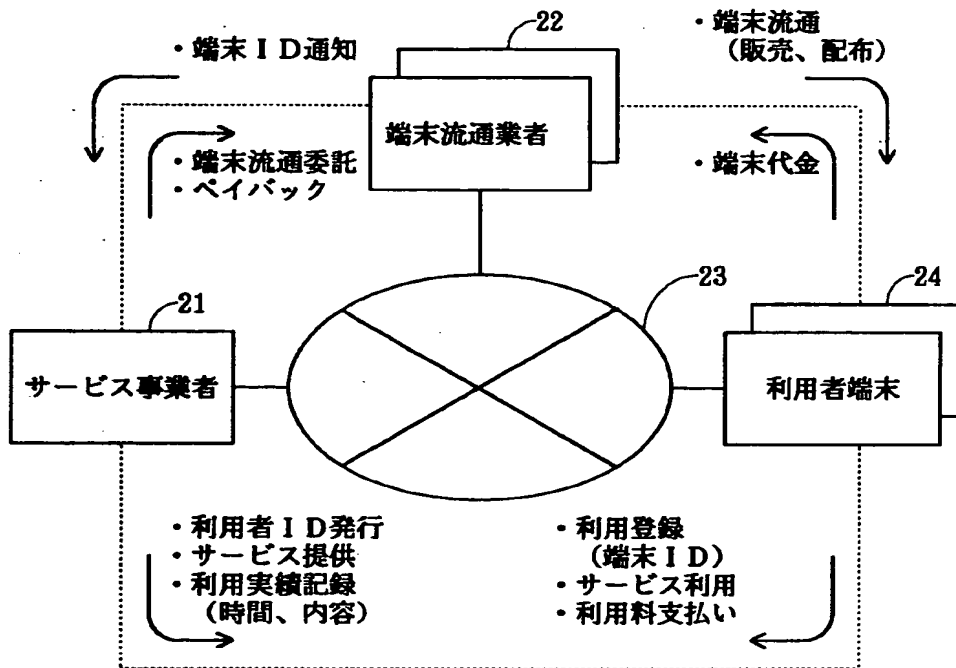 22
・端末流通
(販売、配布)
・端末ID通知
端末流通業者
・端末流通委託
・ペイバック
・端末代金
23
21
24
サービス事業者
利用者端末
・利用者ID発行
・サービス提供
・利用実績記録
(時間、内容)
・利用登録
(端末ID)
・サービス利用
・利用料支払い